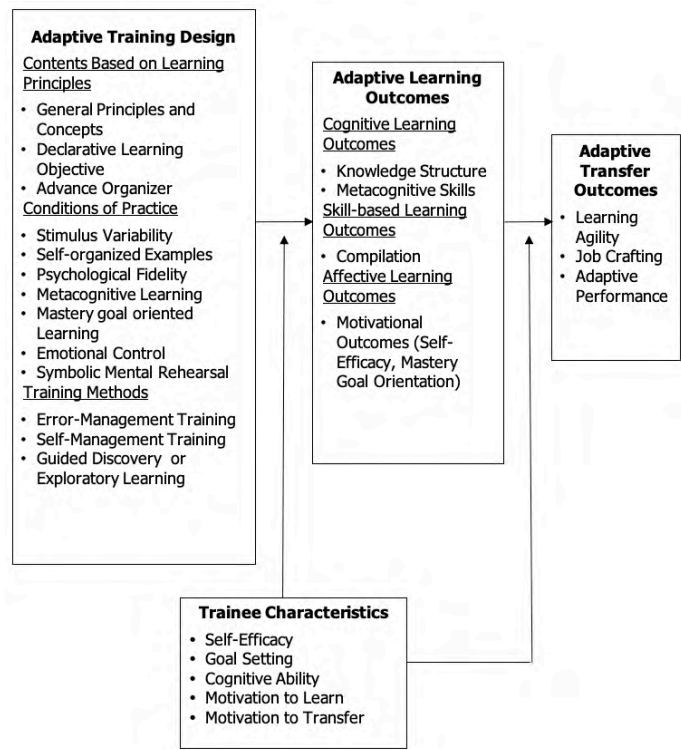 Adaptive Training Design
Contents Based on Learning
Principles
• General Principles and
Concepts
• Declarative Learning
Objective
• Advance Organizer
Conditions of Practice
• Stimulus Variability
• Self-organized Examples
• Psychological Fidelity
• Metacognitive Learning
• Mastery goal oriented
Learning
• Emotional Control
• Symbolic Mental Rehearsal
Training Methods
• Error-Management Training
• Self-Management Training
• Guided Discovery or
Exploratory Learning
Adaptive Learning
Outcomes
Cognitive Learning
Outcomes
• Knowledge Structure
• Metacognitive Skills
Skill-based Learning
Outcomes
• Compilation
Affective Learning
Outcomes
• Motivational
Outcomes (Self-
Efficacy, Mastery
Goal Orientation)
Adaptive
Transfer
Outcomes
• Learning
Agility
• Job Crafting
• Adaptive
Performance
Trainee Characteristics
• Self-Efficacy
• Goal Setting
• Cognitive Ability
• Motivation to Learn
• Motivation to Transfer